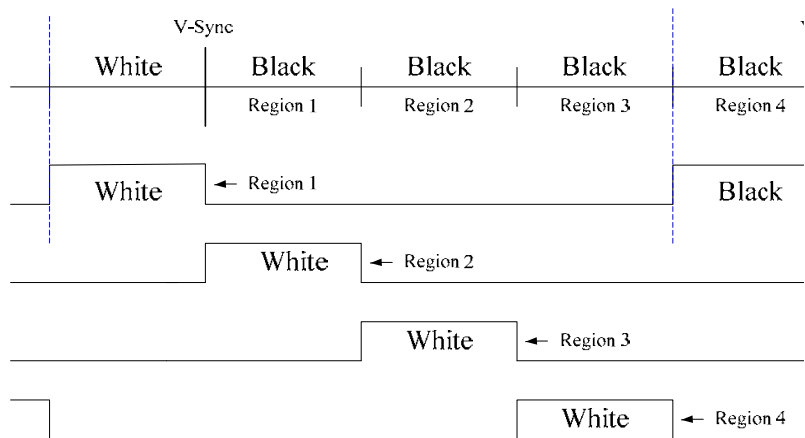 V-Sync
White Black Black Black Black
Region 1 Region 2 Region 3 Region 4
White Region 1 Black
White Region 2
White Region 3
White Region 4